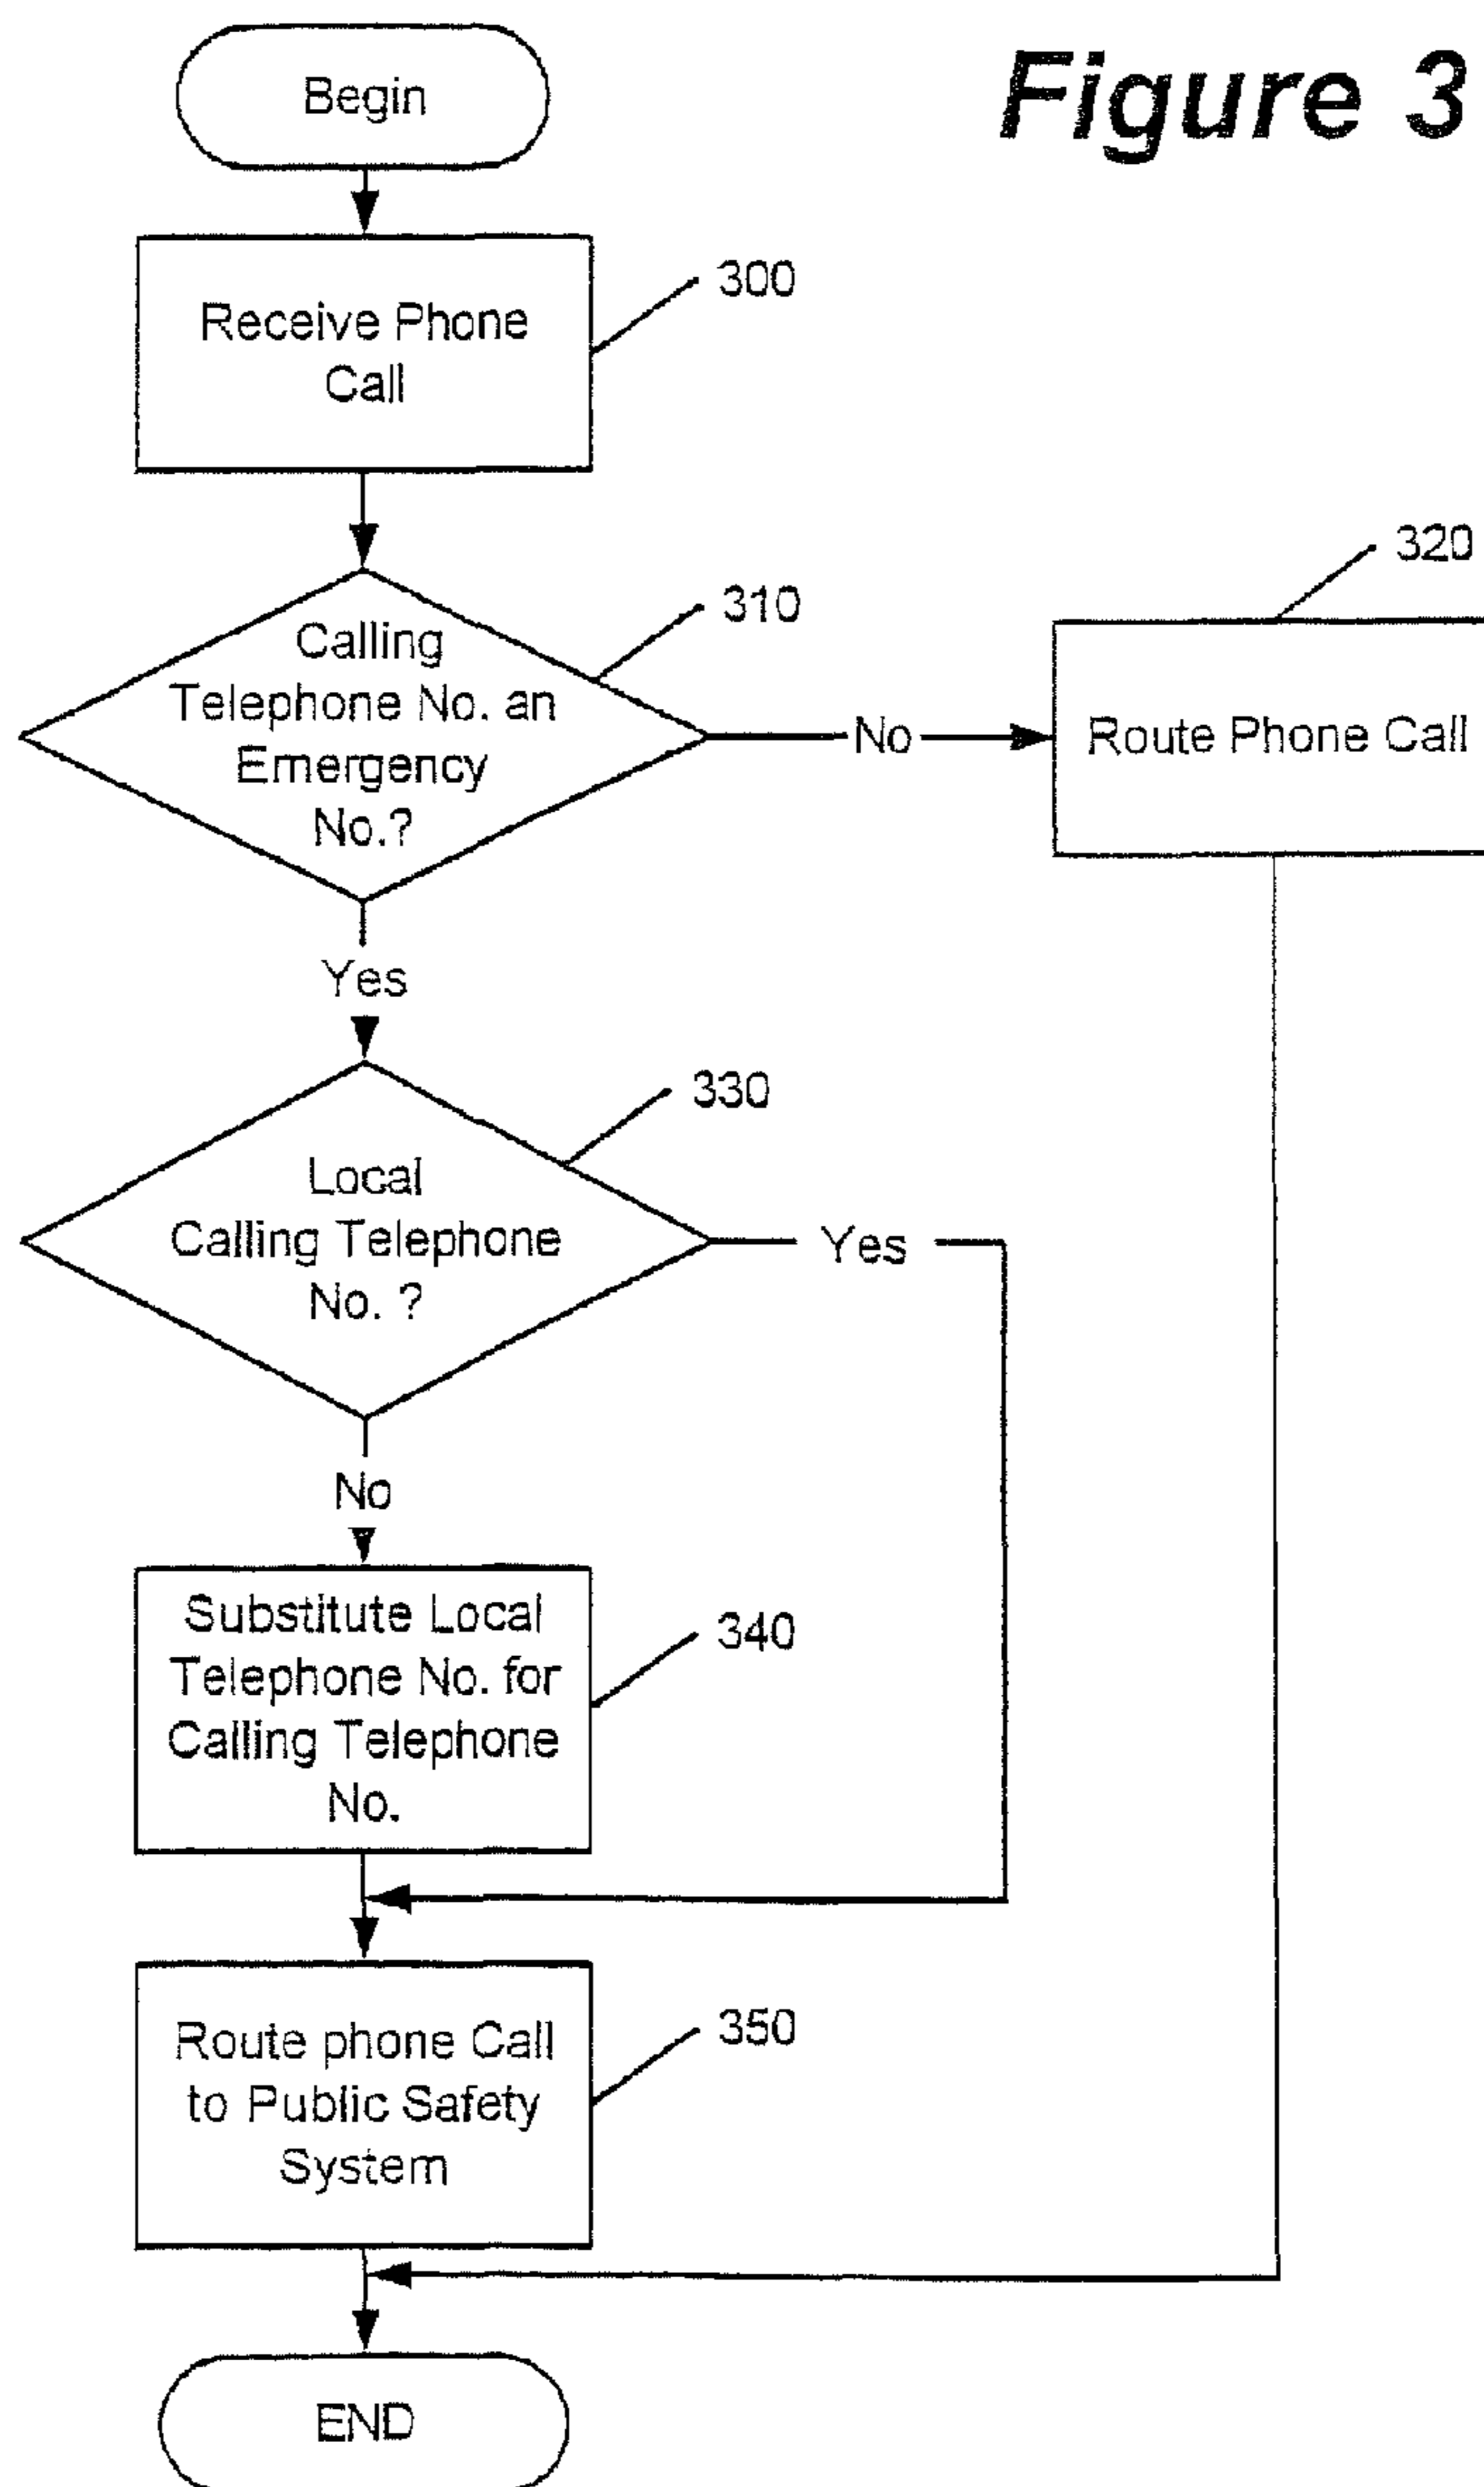 Figure 3
Begin
Receive Phone
Call
300
Calling
Telephone No. an
Emergency
No.?
310
No
Route Phone Call
320
Yes
Local
Calling Telephone
No. ?
330
Yes
No
Substitute Local
Telephone No. for
Calling Telephone
No.
340
Route phone Call
to Public Safety
System
350
END